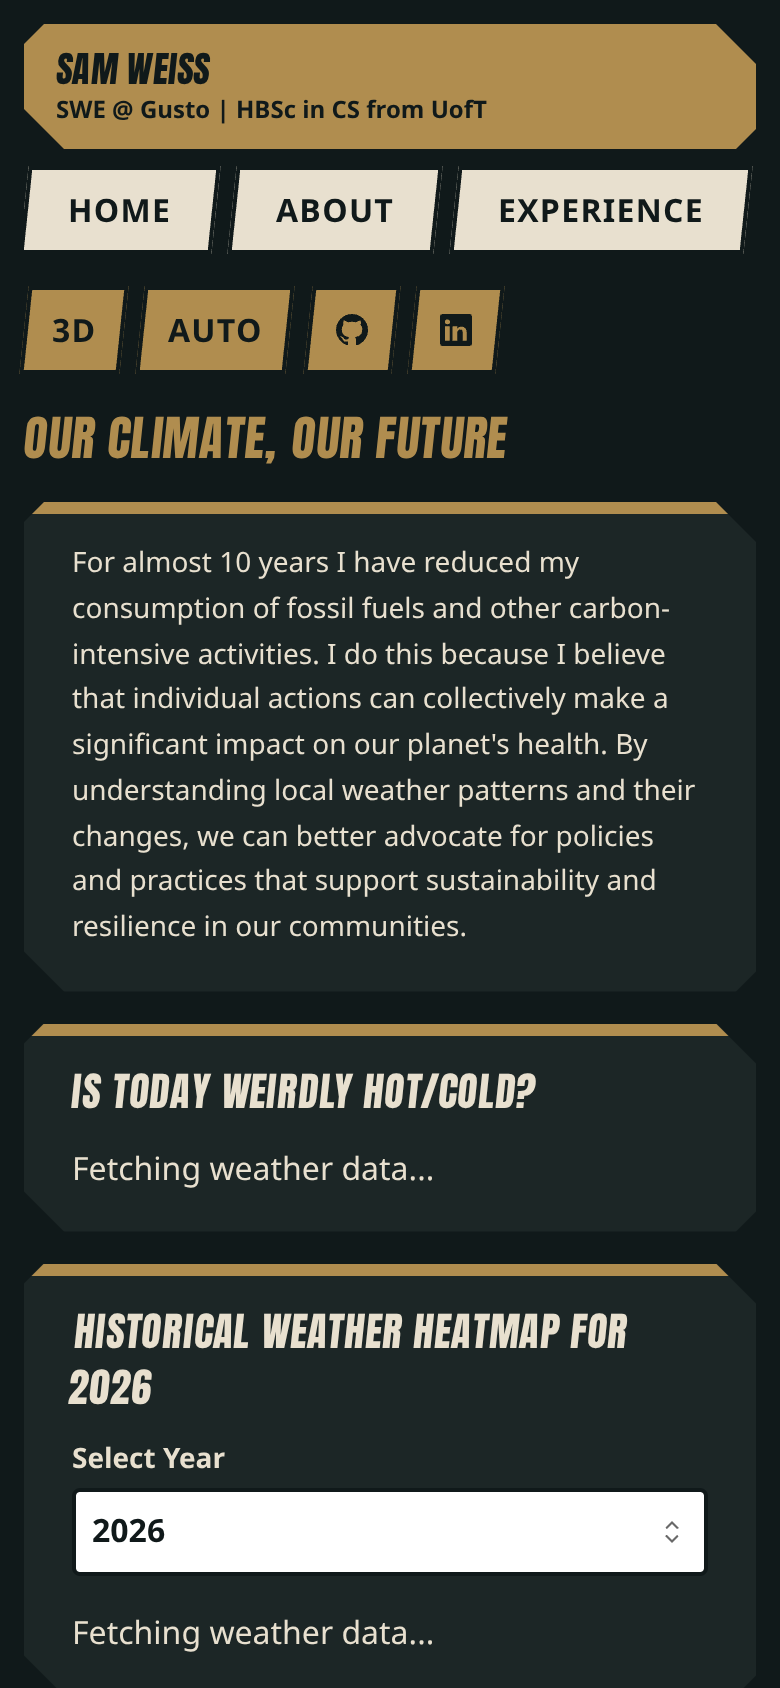 SAM WEISS
SWE @ Gusto | HBSc in CS from UofT
HOME ABOUT EXPERIENCE
3D AUTO
OUR CLIMATE, OUR FUTURE
For almost 10 years I have reduced my
consumption of fossil fuels and other carbon-
intensive activities. I do this because I believe
that individual actions can collectively make a
significant impact on our planet's health. By
understanding local weather patterns and their
changes, we can better advocate for policies
and practices that support sustainability and
resilience in our communities.
IS TODAY WEIRDLY HOT/COLD?
Fetching weather data...
HISTORICAL WEATHER HEATMAP FOR
2026
Select Year
2026
Fetching weather data...